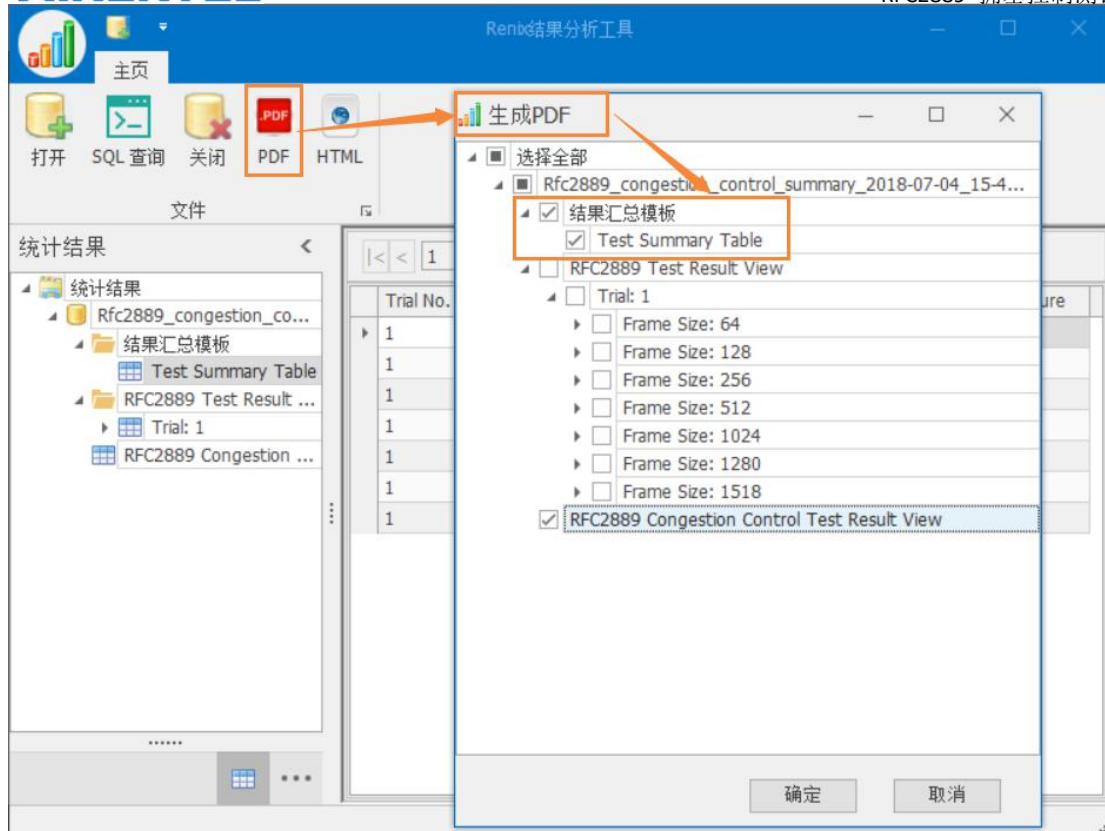 Renix结果分析工具
主页
打开
SQL 查询
关闭
.PDF
PDF
HTML
文件
统计结果
统计结果
Rfc2889_congestion_co...
结果汇总模板
Test Summary Table
RFC2889 Test Result ...
Trial: 1
RFC2889 Congestion ...
1
Trial No.
ure
1
1
1
1
1
1
1
生成PDF
选择全部
Rfc2889_congestion_control_summary_2018-07-04_15-4...
结果汇总模板
Test Summary Table
RFC2889 Test Result View
Trial: 1
Frame Size: 64
Frame Size: 128
Frame Size: 256
Frame Size: 512
Frame Size: 1024
Frame Size: 1280
Frame Size: 1518
RFC2889 Congestion Control Test Result View
确定
取消